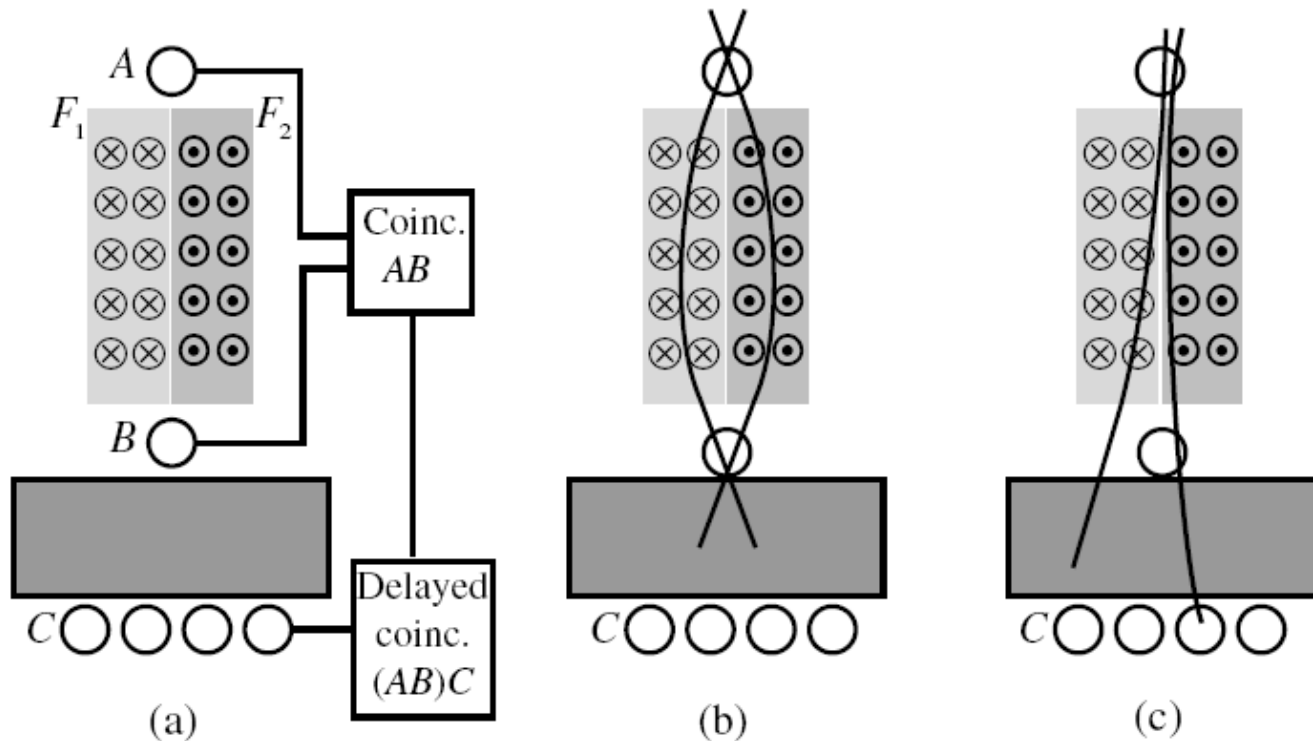 A
F₁ F₂
B
Coinc.
AB
C
Delayed
coinc.
(AB)C
C
C
(a)
(b)
(c)